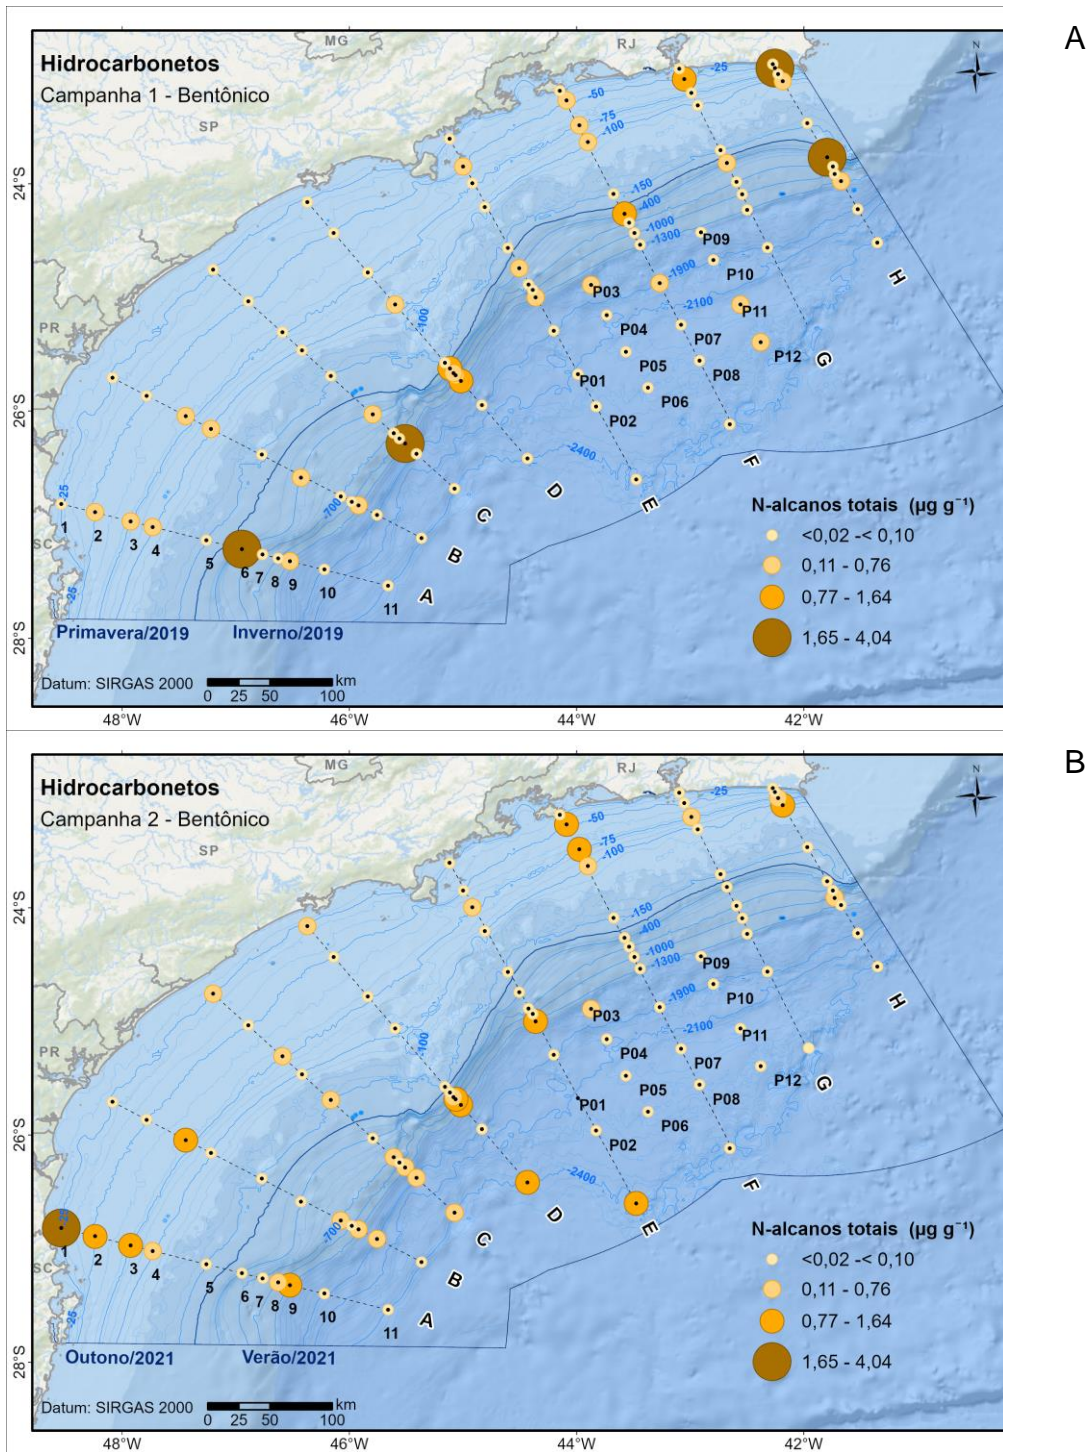 A
Hidrocarbonetos
Campanha 1 - Bentônico
MG
RJ
SP
PR
SC
N
24°S
26°S
28°S
-25
-50
-75
-100
-150
-400
-1000
-1300
-1900
-2100
-100
-2400
-700
-25
-25
P09
P10
P03
P11
P04
P07
P12
P05
P08
P01
P06
P02
H
G
F
E
D
C
B
A
1
2
3
4
5
6
7
8
9
10
11
Primavera/2019
Inverno/2019
Datum: SIRGAS 2000
km
0 25 50 100
N-alcanos totais (µg g⁻¹)
<0,02 -< 0,10
0,11 - 0,76
0,77 - 1,64
1,65 - 4,04
48°W 46°W 44°W 42°W
B
Hidrocarbonetos
Campanha 2 - Bentônico
MG
RJ
SP
PR
SC
N
24°S
26°S
28°S
-25
-50
-75
-100
-150
-400
-1000
-1300
-1900
-2100
-100
-2400
-700
-25
-25
P09
P10
P03
P11
P04
P07
P12
P05
P08
P01
P06
P02
H
G
F
E
D
C
B
A
1
2
3
4
5
6
7
8
9
10
11
Outono/2021
Verão/2021
Datum: SIRGAS 2000
km
0 25 50 100
N-alcanos totais (µg g⁻¹)
<0,02 -< 0,10
0,11 - 0,76
0,77 - 1,64
1,65 - 4,04
48°W 46°W 44°W 42°W